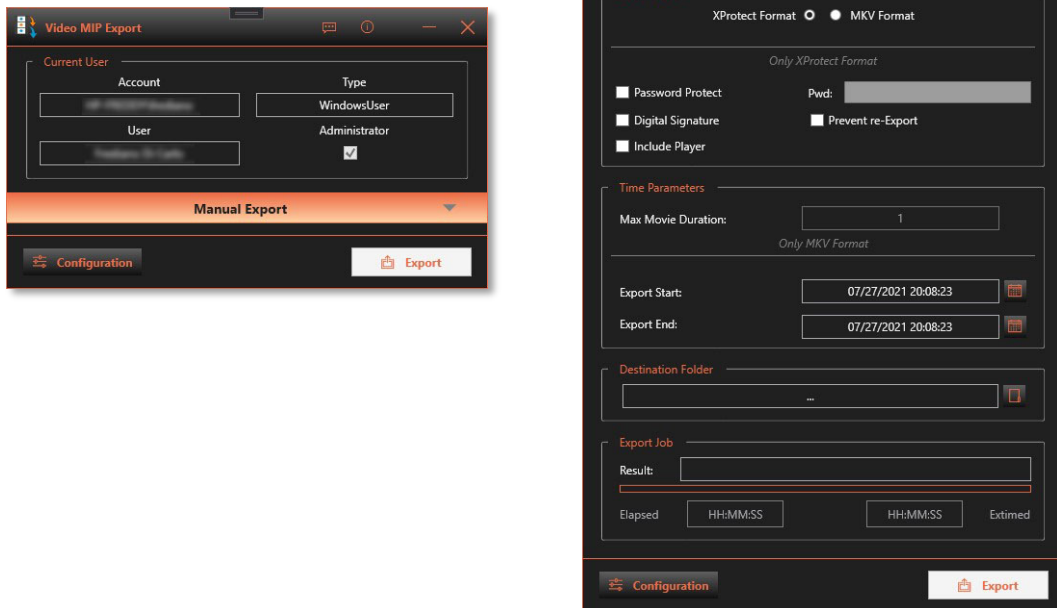 Video MIP Export
Current User
Account Type
WindowsUser
User Administrator
Manual Export
Configuration Export
XProtect Format MKV Format
Only XProtect Format
Password Protect Pwd:
Digital Signature Prevent re-Export
Include Player
Time Parameters
Max Movie Duration: 1
Only MKV Format
Export Start: 07/27/2021 20:08:23
Export End: 07/27/2021 20:08:23
Destination Folder
...
Export Job
Result:
Elapsed HH:MM:SS HH:MM:SS Extimed
Configuration Export